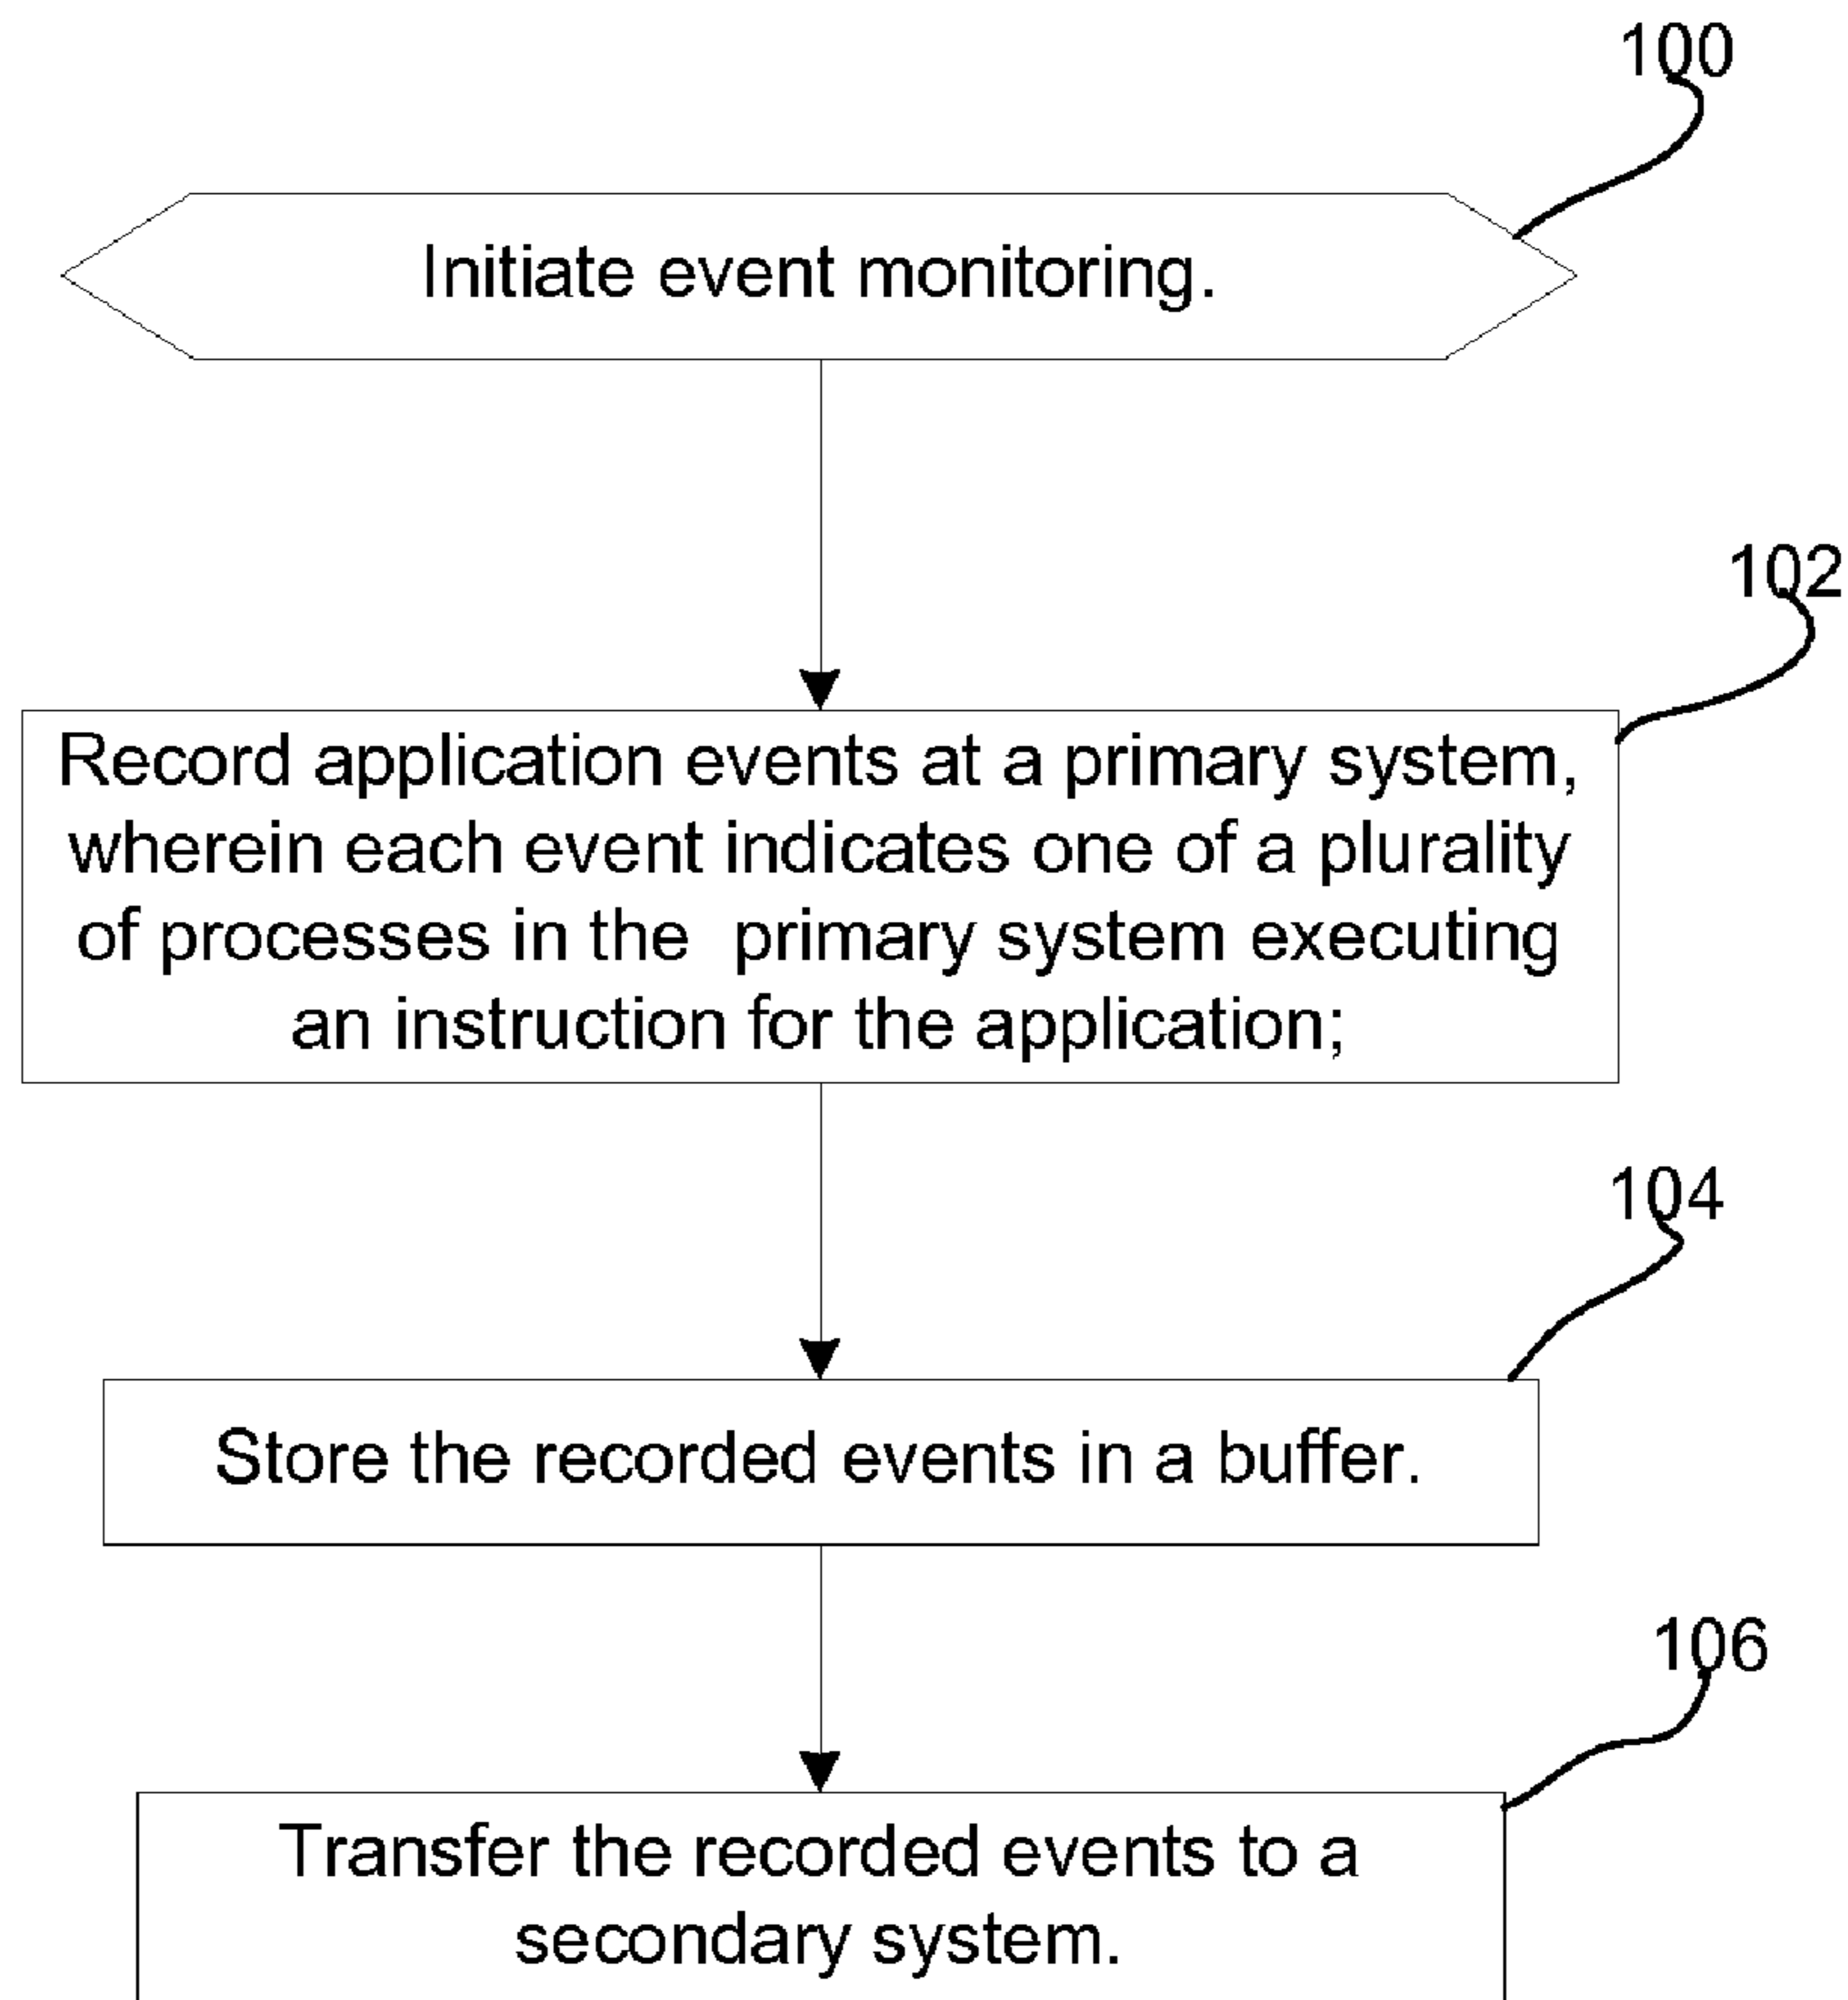 100
Initiate event monitoring.
102
Record application events at a primary system,
wherein each event indicates one of a plurality
of processes in the primary system executing
an instruction for the application;
104
Store the recorded events in a buffer.
106
Transfer the recorded events to a
secondary system.